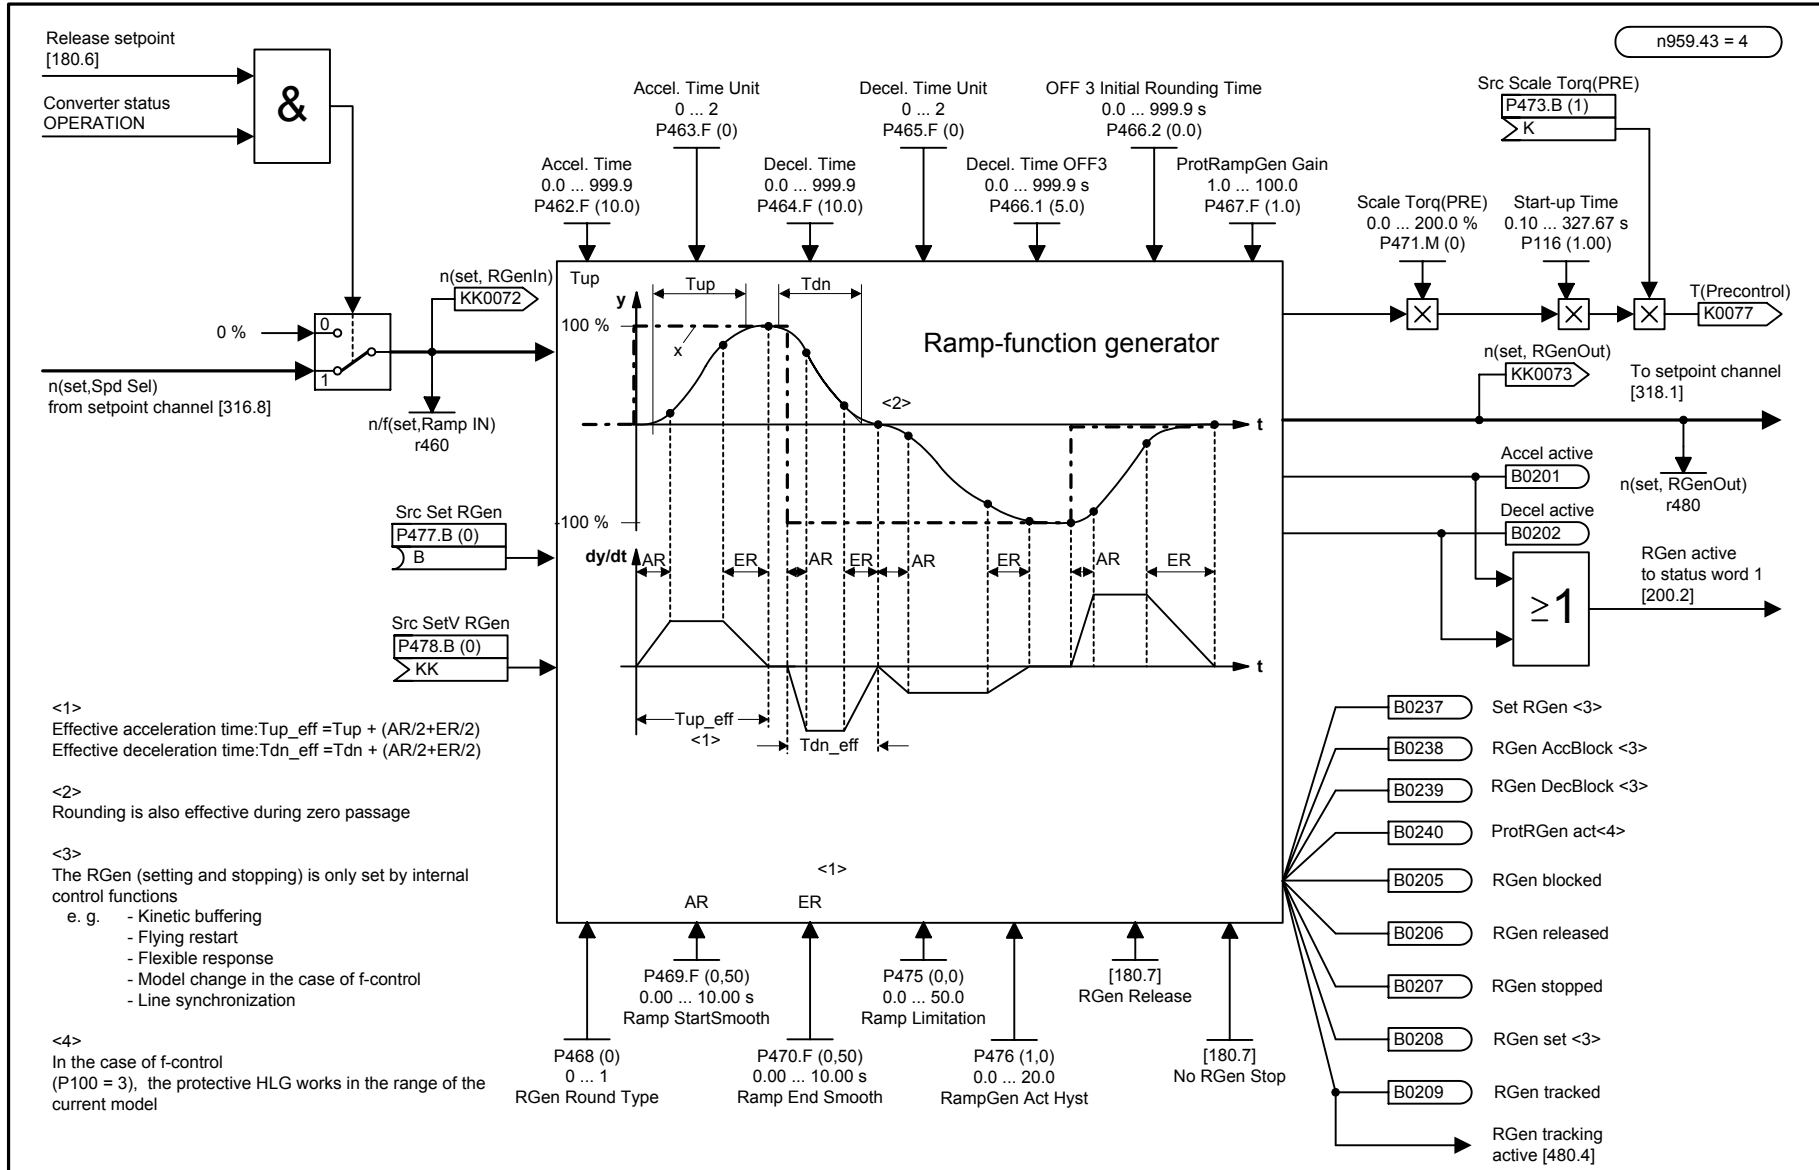 n959.43 = 4
Release setpoint
[180.6]
Converter status
OPERATION
&
Accel. Time Unit
0 ... 2
P463.F (0)
Decel. Time Unit
0 ... 2
P465.F (0)
OFF 3 Initial Rounding Time
0.0 ... 999.9 s
P466.2 (0.0)
Src Scale Torq(PRE)
P473.B (1)
K
Accel. Time
0.0 ... 999.9
P462.F (10.0)
Decel. Time
0.0 ... 999.9
P464.F (10.0)
Decel. Time OFF3
0.0 ... 999.9 s
P466.1 (5.0)
ProtRampGen Gain
1.0 ... 100.0
P467.F (1.0)
Scale Torq(PRE)
0.0 ... 200.0 %
P471.M (0)
Start-up Time
0.10 ... 327.67 s
P116 (1.00)
n(set, RGenIn)
KK0072
0 %
0
1
n(set,Spd Sel)
from setpoint channel [316.8]
n/f(set,Ramp IN)
r460
Tup
y
Tup
Tdn
100 %
x
Ramp-function generator
<2>
t
-100 %
dy/dt
AR
ER
AR
ER
AR
ER
AR
ER
t
Tup_eff
<1>
Tdn_eff
<1>
AR
ER
T(Precontrol)
K0077
n(set, RGenOut)
KK0073
To setpoint channel
[318.1]
n(set, RGenOut)
r480
Accel active
B0201
Decel active
B0202
≥1
RGen active
to status word 1
[200.2]
Src Set RGen
P477.B (0)
B
Src SetV RGen
P478.B (0)
KK
<1>
Effective acceleration time:Tup_eff =Tup + (AR/2+ER/2)
Effective deceleration time:Tdn_eff =Tdn + (AR/2+ER/2)
<2>
Rounding is also effective during zero passage
<3>
The RGen (setting and stopping) is only set by internal
control functions
e. g. - Kinetic buffering
- Flying restart
- Flexible response
- Model change in the case of f-control
- Line synchronization
<4>
In the case of f-control
(P100 = 3), the protective HLG works in the range of the
current model
P468 (0)
0 ... 1
RGen Round Type
P469.F (0,50)
0.00 ... 10.00 s
Ramp StartSmooth
P470.F (0,50)
0.00 ... 10.00 s
Ramp End Smooth
P475 (0,0)
0.0 ... 50.0
Ramp Limitation
P476 (1,0)
0.0 ... 20.0
RampGen Act Hyst
[180.7]
RGen Release
[180.7]
No RGen Stop
B0237 Set RGen <3>
B0238 RGen AccBlock <3>
B0239 RGen DecBlock <3>
B0240 ProtRGen act<4>
B0205 RGen blocked
B0206 RGen released
B0207 RGen stopped
B0208 RGen set <3>
B0209 RGen tracked
RGen tracking
active [480.4]